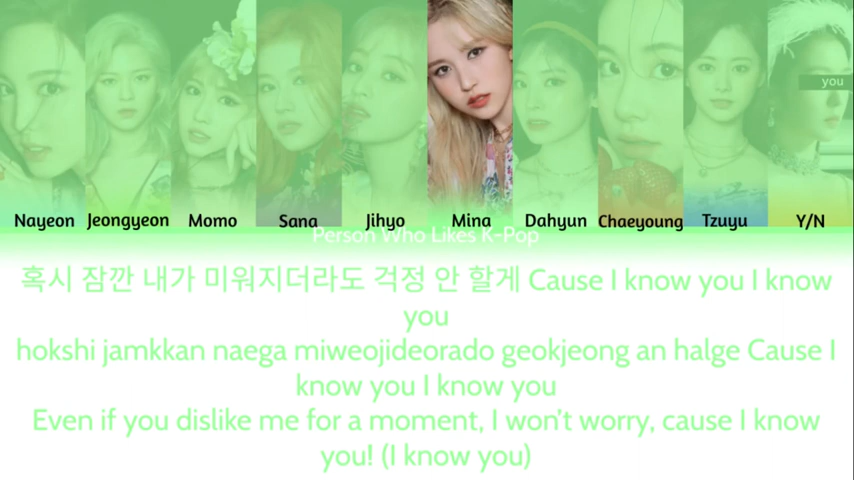 you
Nayeon Jeongyeon Momo Sana Jihyo Mina Dahyun Chaeyoung Tzuyu Y/N
Person Who Likes K-Pop
혹시 잠깐 내가 미워지더라도 걱정 안 할게 Cause I know you I know
you
hokshi jamkkan naega miweojideorado geokjeong an halge Cause I
know you I know you
Even if you dislike me for a moment, I won't worry, cause I know
you! (I know you)